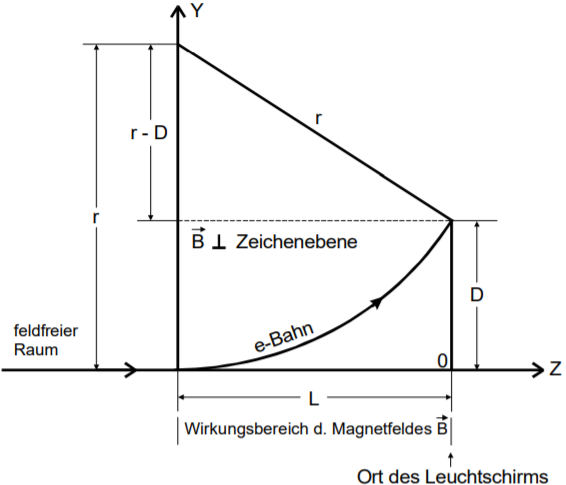 Y
r
r - D
r
B ⊥ Zeichenebene
D
feldfreier
Raum
e-Bahn
0
Z
L
Wirkungsbereich d. Magnetfeldes B
Ort des Leuchtschirms